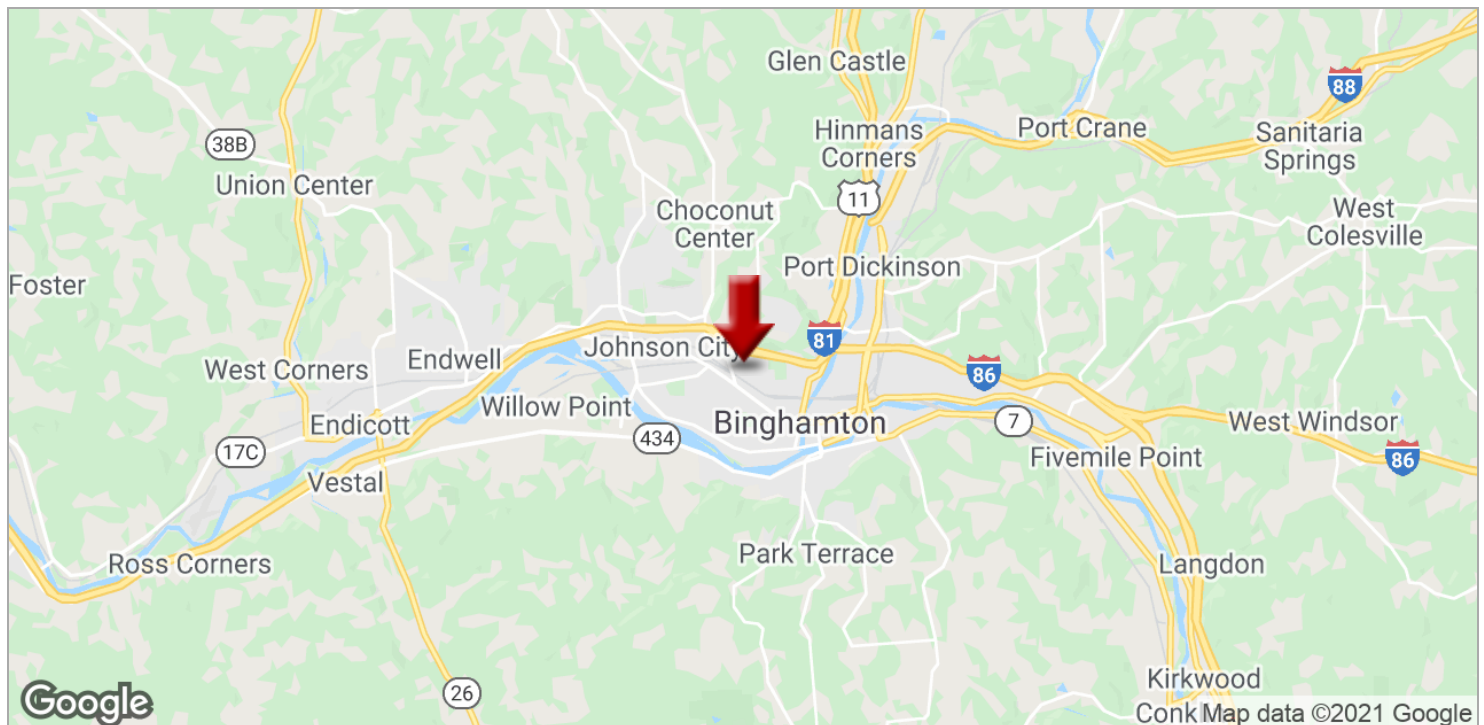 Glen Castle
88
Hinmans
Corners
Port Crane
Sanitaria
Springs
38B
Union Center
11
Choconut
Center
West
Colesville
Port Dickinson
Foster
81
Johnson City
Endwell
West Corners
86
Willow Point
Endicott
434
Binghamton
7
West Windsor
17C
Fivemile Point
86
Vestal
Park Terrace
Ross Corners
Langdon
26
Kirkwood
Google
Conk
Map data ©2021 Google